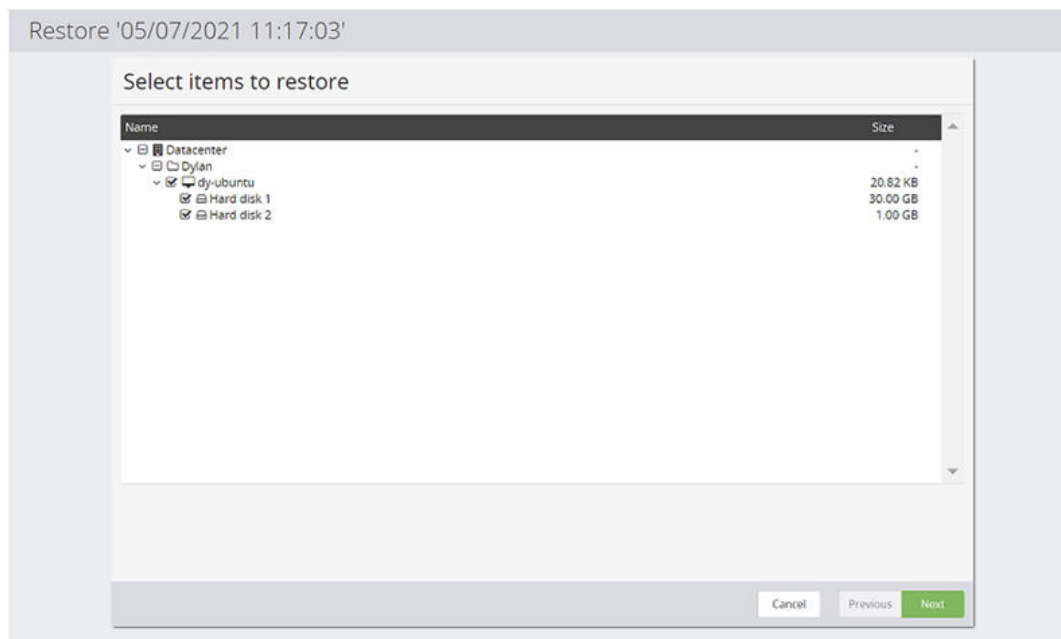 Restore '05/07/2021 11:17:03'
Select items to restore
Name Size
Datacenter -
Dylan -
dy-ubuntu 20.82 KB
Hard disk 1 30.00 GB
Hard disk 2 1.00 GB
Cancel Previous Next